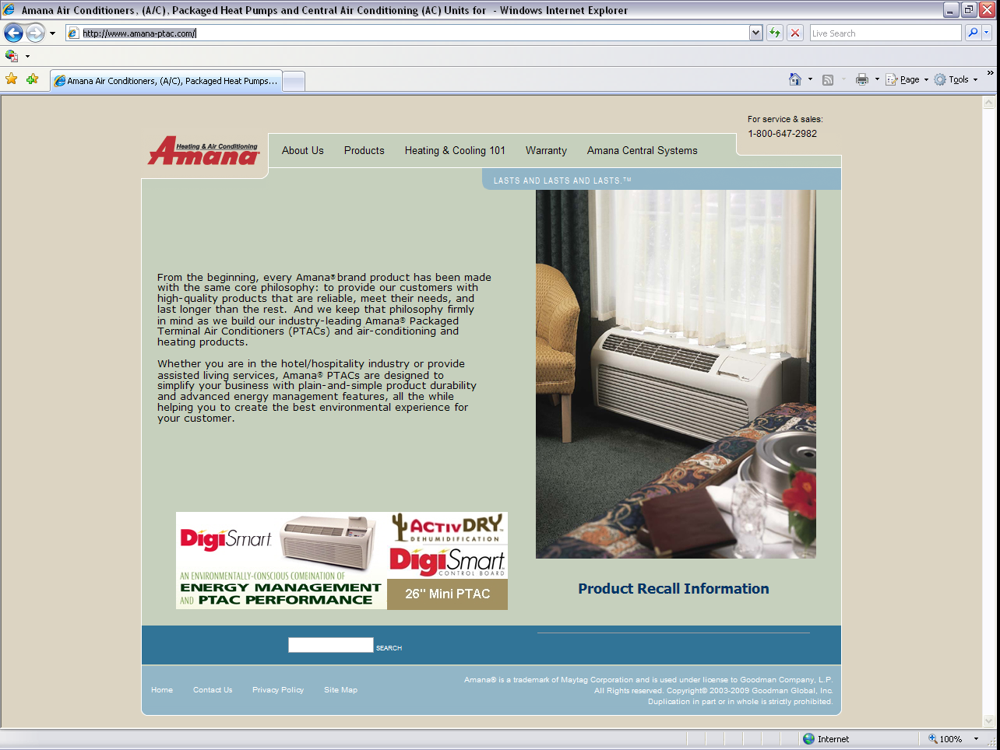 Amana Air Conditioners, (A/C), Packaged Heat Pumps and Central Air Conditioning (AC) Units for - Windows Internet Explorer
http://www.amana-ptac.com/
Live Search
Amana Air Conditioners, (A/C), Packaged Heat Pumps...
Page
Tools
For service & sales:
1-800-647-2982
Heating & Air Conditioning
Amana
About Us Products Heating & Cooling 101 Warranty Amana Central Systems
LASTS AND LASTS AND LASTS.™
From the beginning, every Amana® brand product has been made
with the same core philosophy: to provide our customers with
high-quality products that are reliable, meet their needs, and
last longer than the rest. And we keep that philosophy firmly
in mind as we build our industry-leading Amana® Packaged
Terminal Air Conditioners (PTACs) and air-conditioning and
heating products.
Whether you are in the hotel/hospitality industry or provide
assisted living services, Amana® PTACs are designed to
simplify your business with plain-and-simple product durability
and advanced energy management features, all the while
helping you to create the best environmental experience for
your customer.
DigiSmart
AN ENVIRONMENTALLY-CONSCIOUS COMBINATION OF
ENERGY MANAGEMENT
AND PTAC PERFORMANCE
ACTIVDRY™
DEHUMIDIFICATION
DigiSmart
CONTROL BOARD
26" Mini PTAC
Product Recall Information
SEARCH
Home Contact Us Privacy Policy Site Map
Amana® is a trademark of Maytag Corporation and is used under license to Goodman Company, L.P.
All Rights reserved. Copyright© 2003-2009 Goodman Global, Inc.
Duplication in part or in whole is strictly prohibited.
Internet
100%